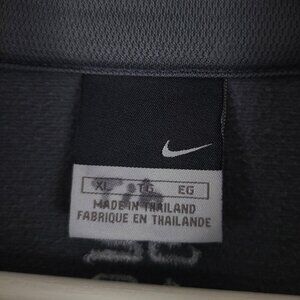 XL TG EG
MADE IN THAILAND
FABRIQUE EN THAILANDE